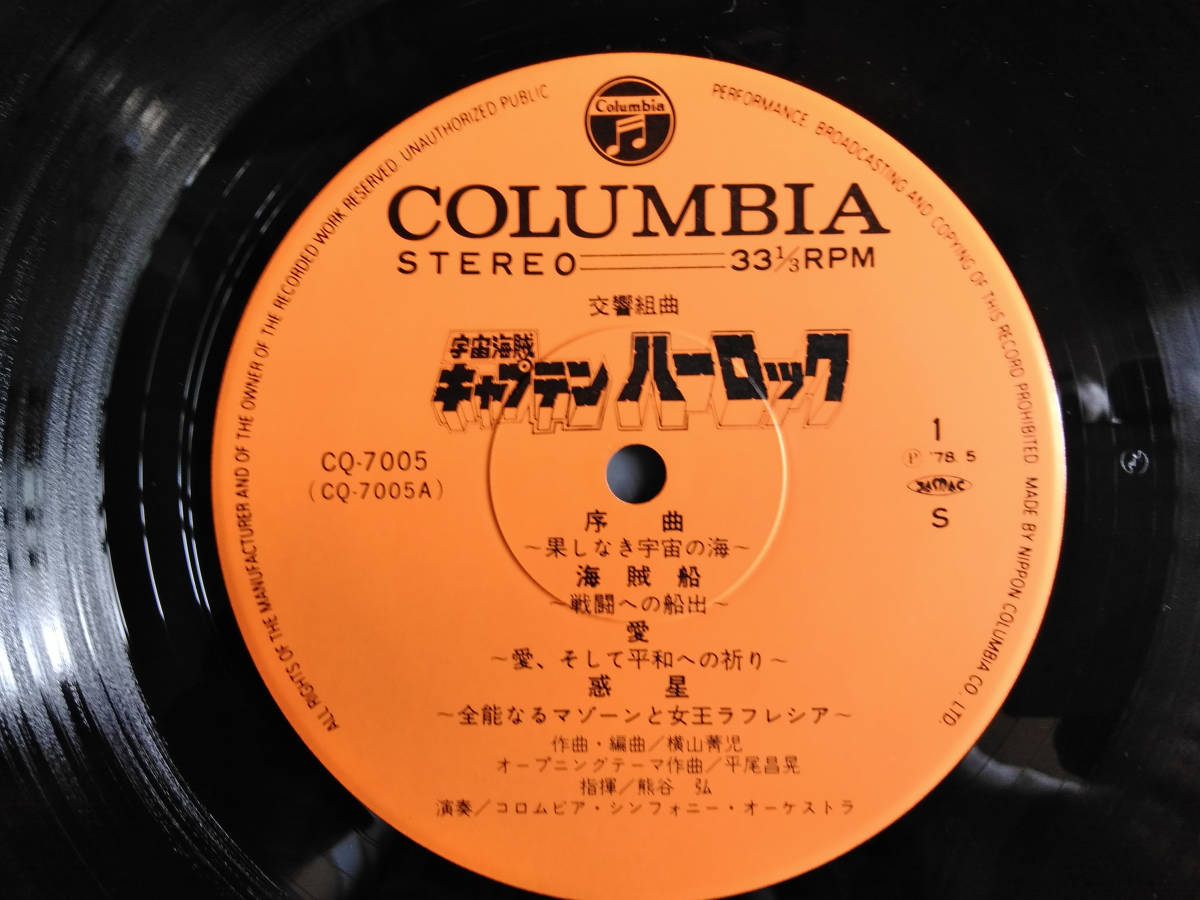 Columbia
COLUMBIA
STEREO 33⅓RPM
交響組曲
宇宙海賊
キャプテン ハーロック
CQ-7005
(CQ-7005A)
1
Ⓟ '78. 5
JASRAC
S
序 曲
～果しなき宇宙の海～
海 賊 船
～戦闘への船出～
愛
～愛、そして平和への祈り～
惑 星
～全能なるマゾーンと女王ラフレシア～
作曲・編曲／横山菁児
オープニングテーマ作曲／平尾昌晃
指揮／熊谷 弘
演奏／コロムビア・シンフォニー・オーケストラ
ALL RIGHTS OF THE MANUFACTURER AND OF THE OWNER OF THE RECORDED WORK RESERVED. UNAUTHORIZED PUBLIC PERFORMANCE BROADCASTING AND COPYING OF THIS RECORD PROHIBITED MADE BY NIPPON COLUMBIA CO., LTD.